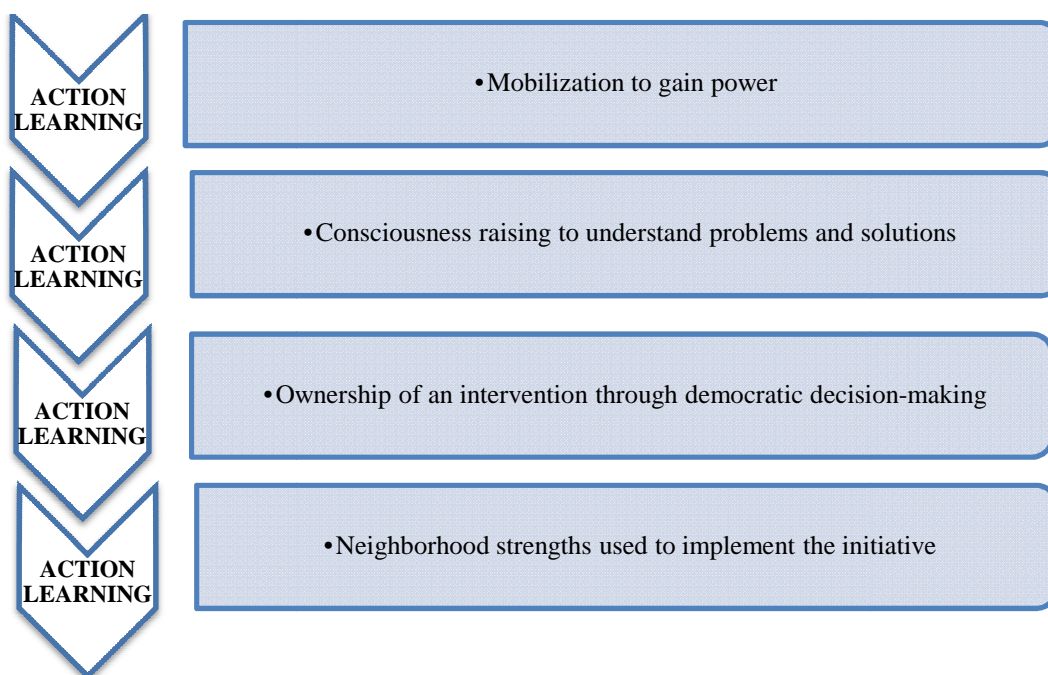 ACTION
LEARNING
•Mobilization to gain power
ACTION
LEARNING
•Consciousness raising to understand problems and solutions
ACTION
LEARNING
•Ownership of an intervention through democratic decision-making
ACTION
LEARNING
•Neighborhood strengths used to implement the initiative